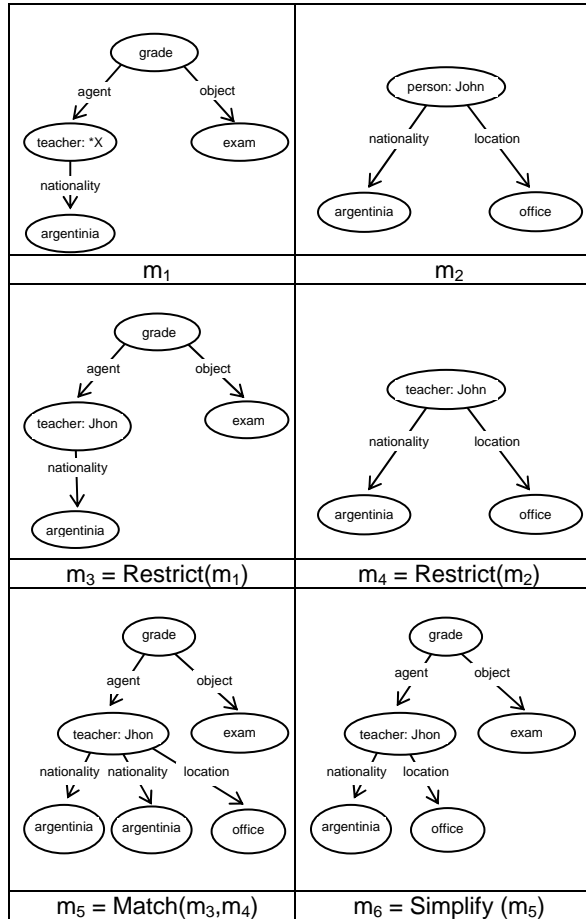 grade
agent
object
teacher: *X
exam
nationality
argentinia
m₁
person: John
nationality
location
argentinia
office
m₂
grade
agent
object
teacher: Jhon
exam
nationality
argentinia
m₃ = Restrict(m₁)
teacher: John
nationality
location
argentinia
office
m₄ = Restrict(m₂)
grade
agent
object
teacher: Jhon
exam
nationality nationality location
argentinia argentinia office
m₅ = Match(m₃,m₄)
grade
agent
object
teacher: Jhon
exam
nationality location
argentinia office
m₆ = Simplify (m₅)